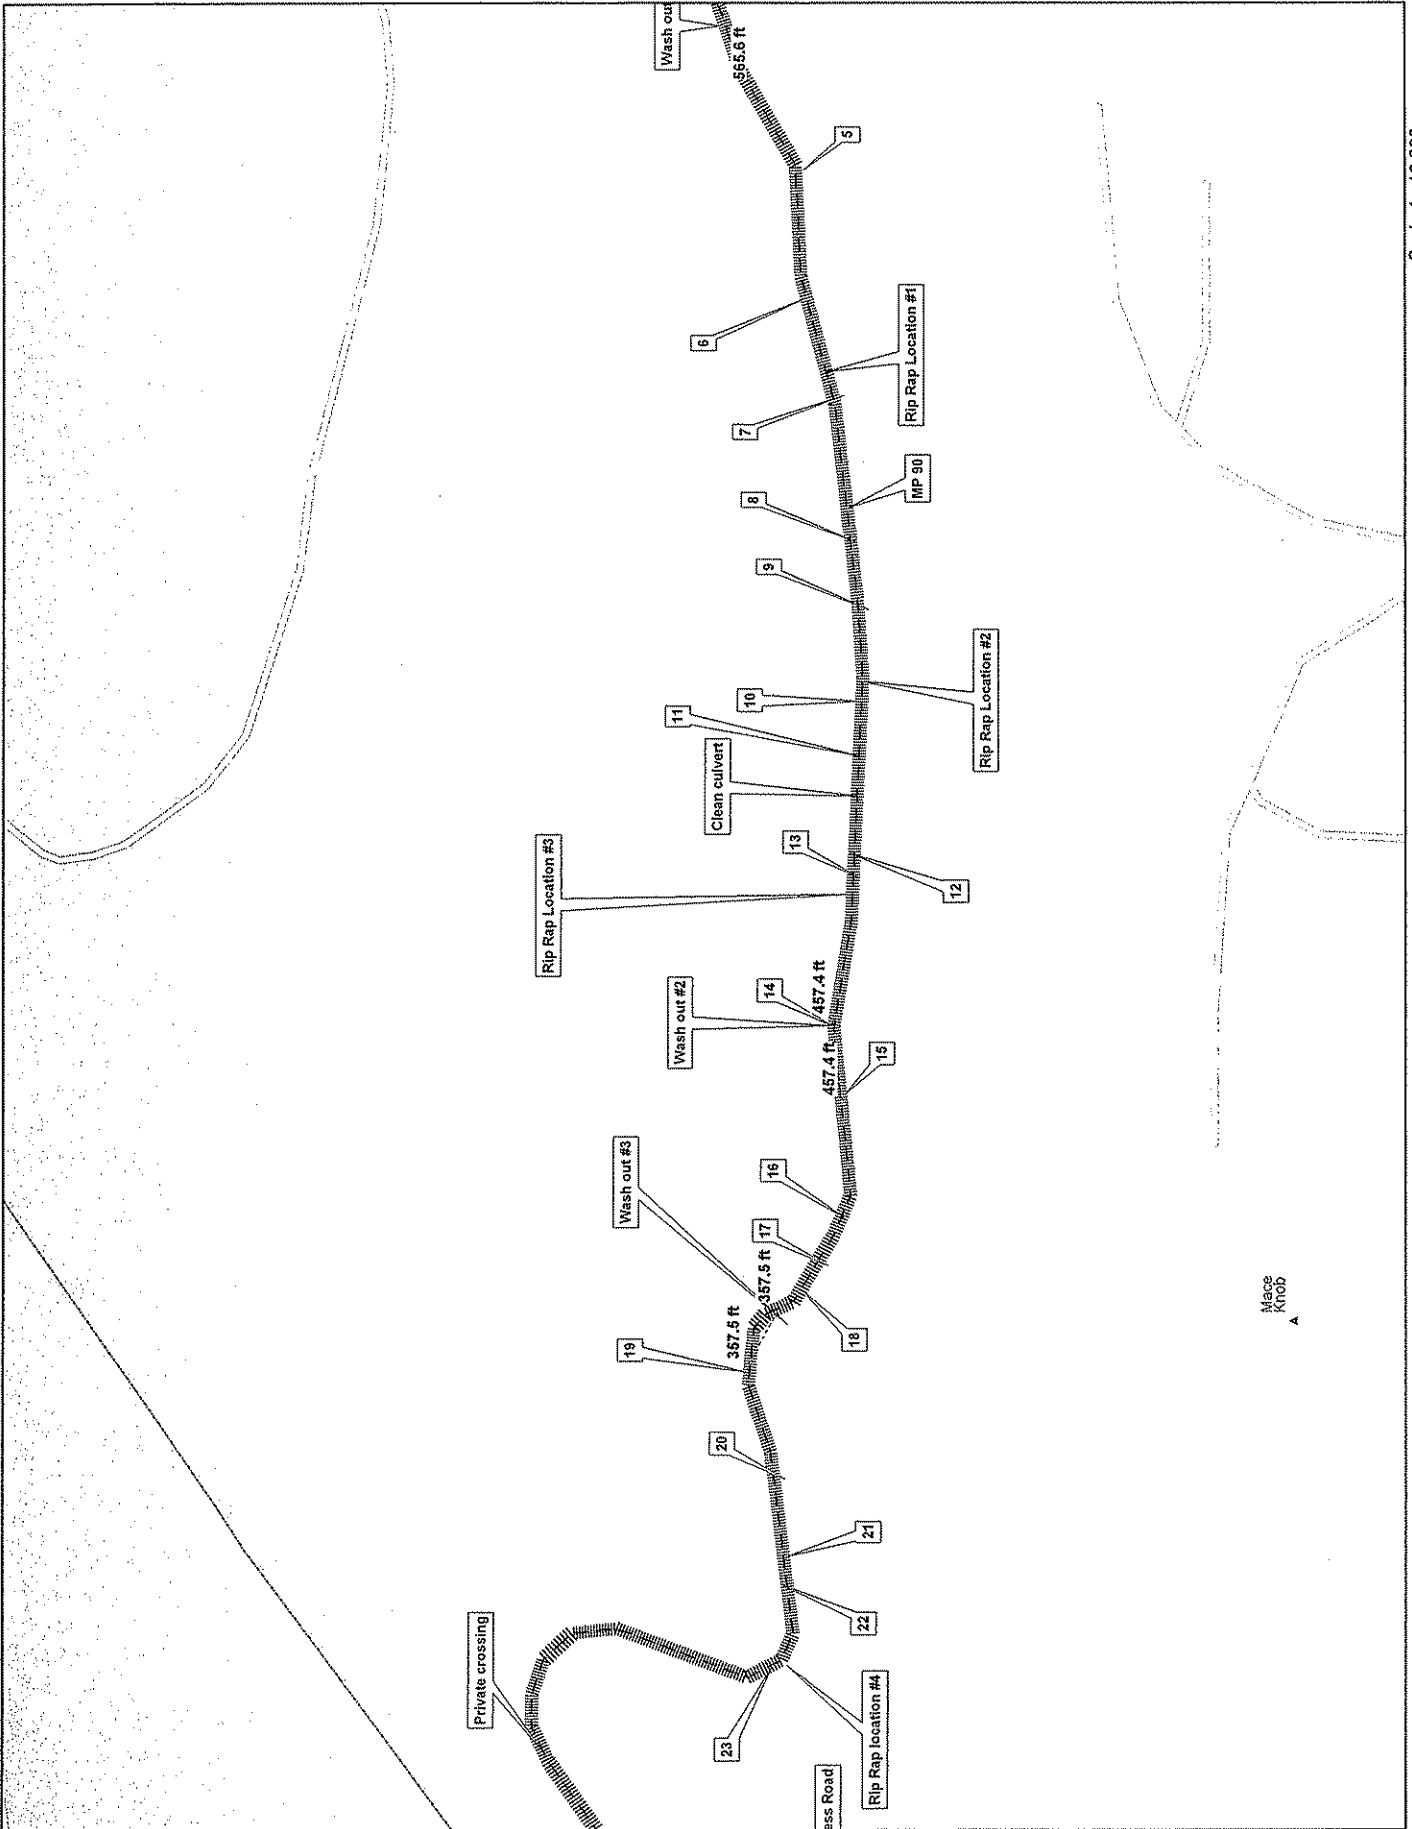 Wash out
565.6 ft
5
6
Rip Rap Location #1
7
MP 90
8
9
Rip Rap Location #2
10
11
Clean culvert
13
12
Rip Rap Location #3
14
457.4 ft
Wash out #2
457.4 ft
15
16
Wash out #3
17
357.5 ft
18
357.5 ft
19
Mace
Knob
20
21
22
Private crossing
23
Rip Rap location #4
ess Road